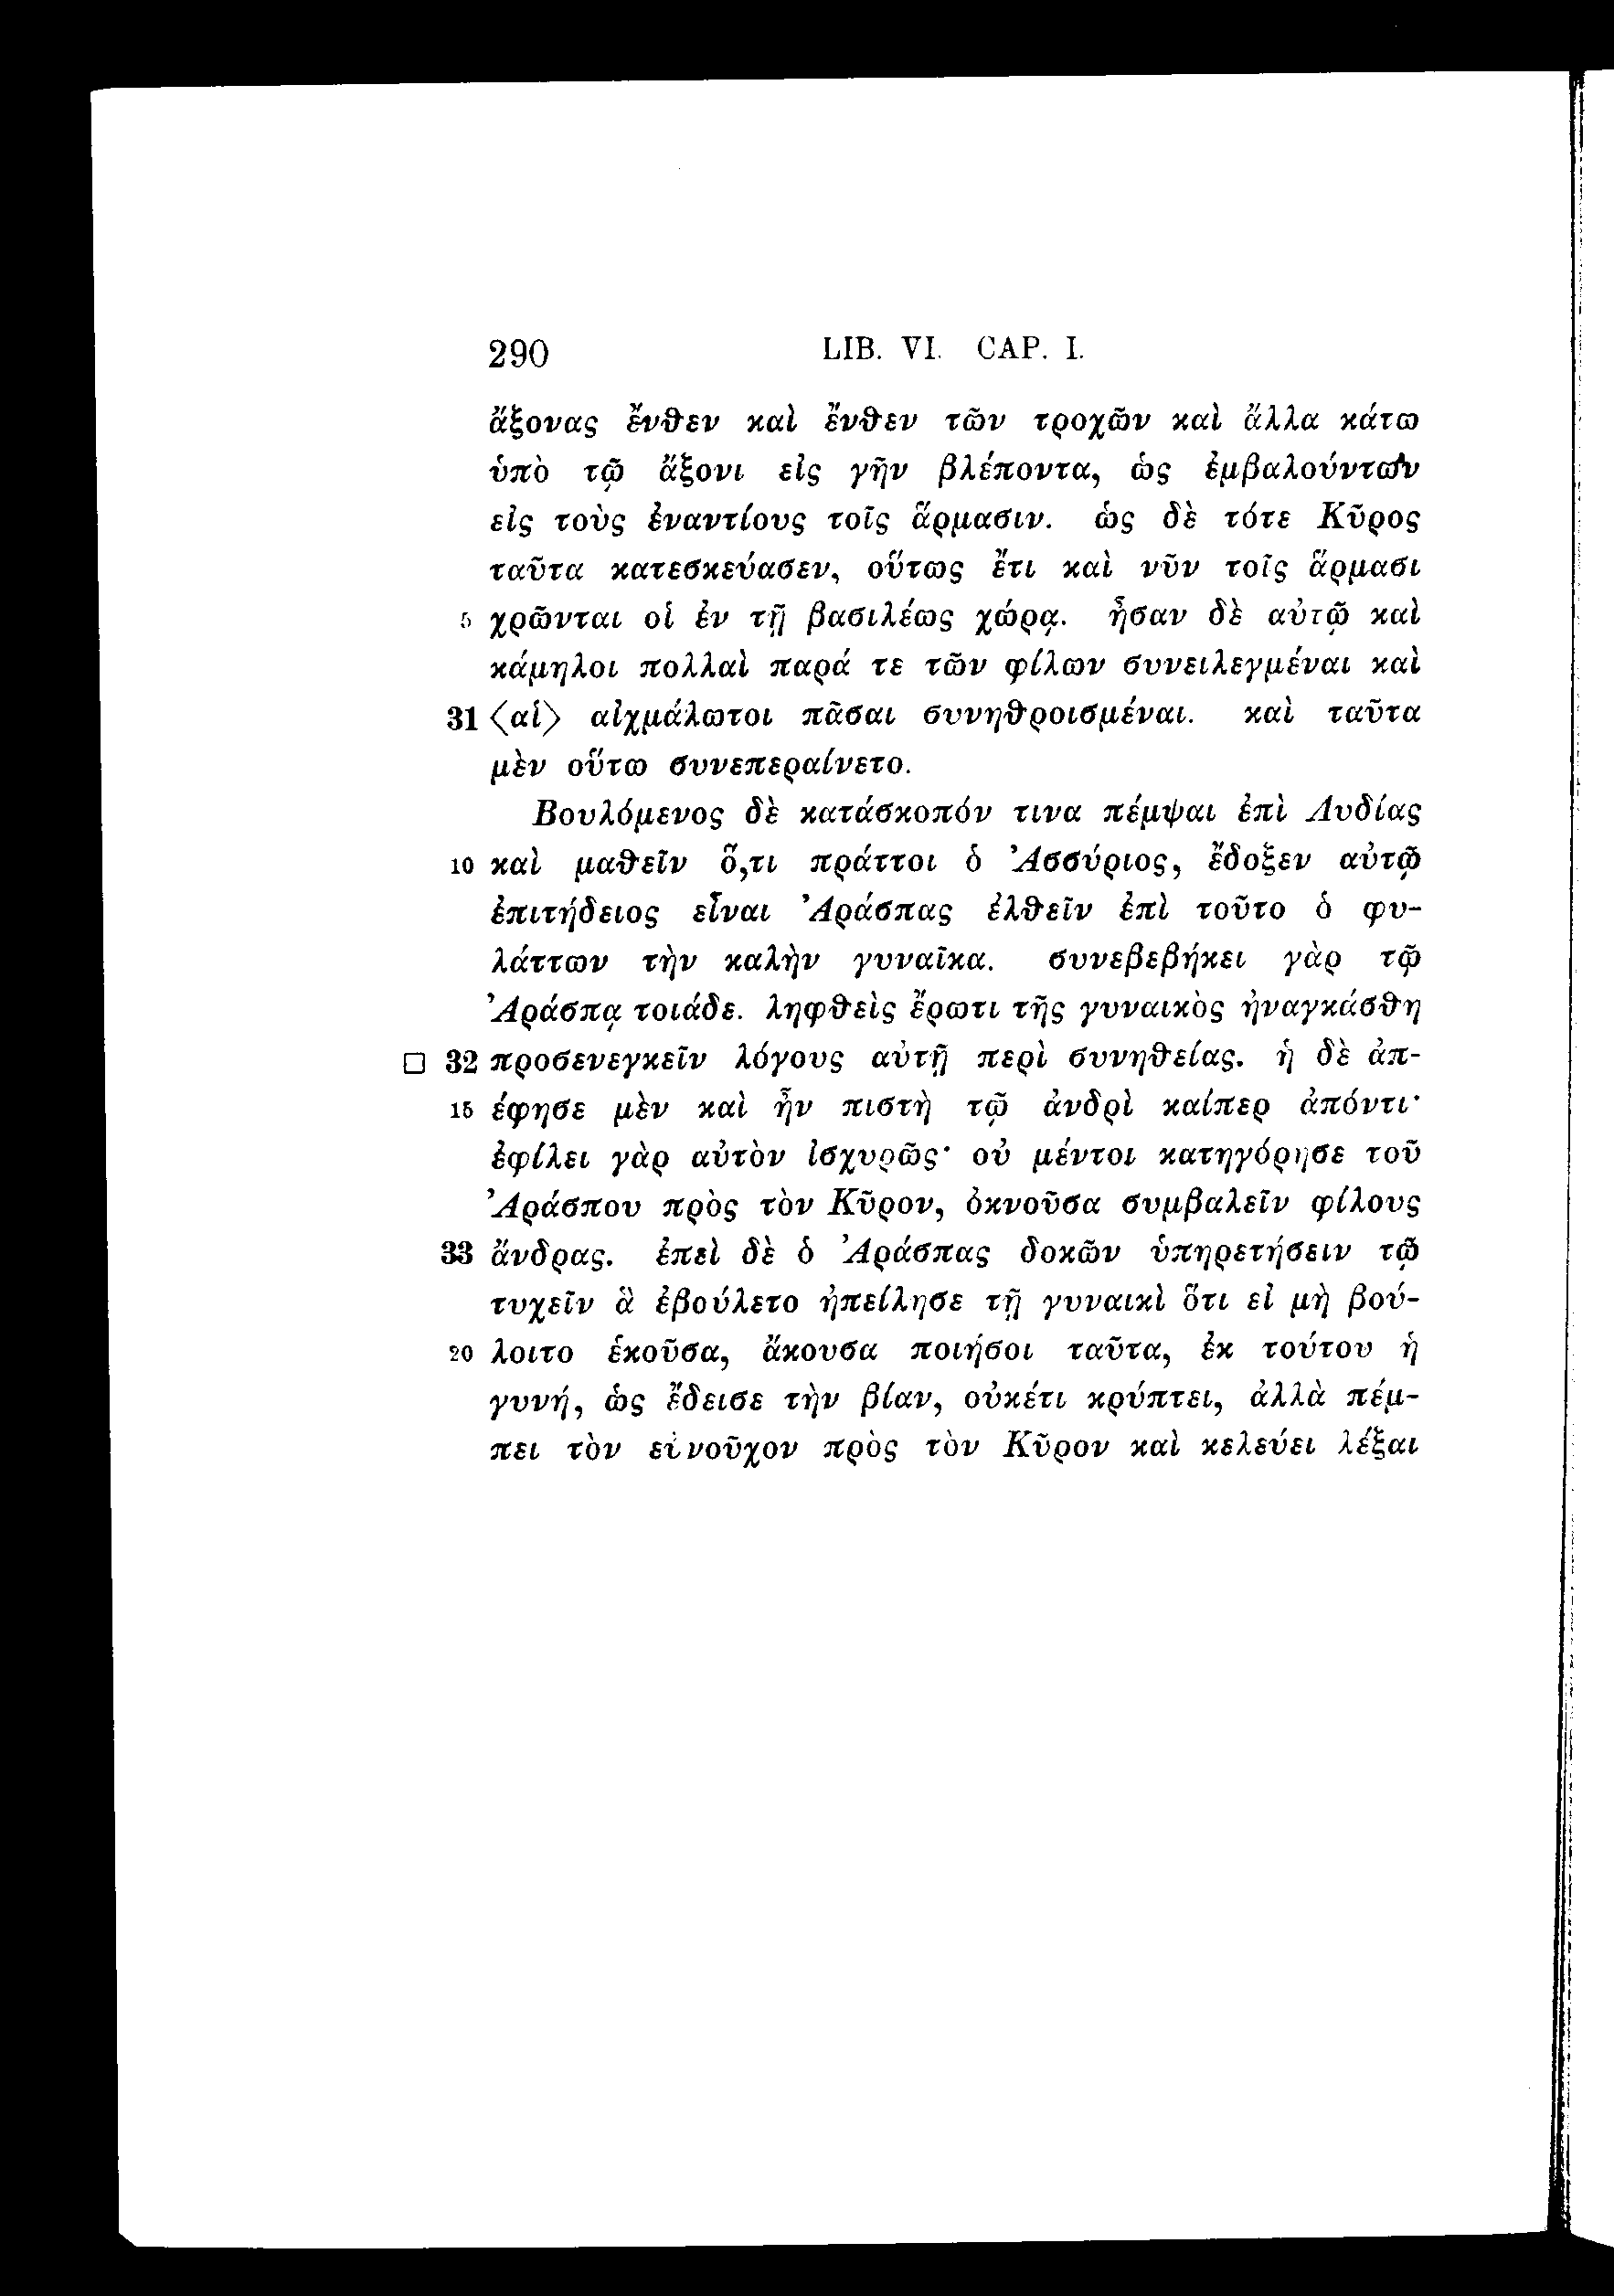 290 LIB. VI. CAP. I.
ἄξονας ἔνθεν καὶ ἔνθεν τῶν τροχῶν καὶ ἄλλα κάτω
ὑπὸ τῷ ἄξονι εἰς γῆν βλέποντα, ὡς ἐμβαλούντων
εἰς τοὺς ἐναντίους τοῖς ἅρμασιν. ὡς δὲ τότε Κῦρος
ταῦτα κατεσκεύασεν, οὕτως ἔτι καὶ νῦν τοῖς ἅρμασι
5 χρῶνται οἱ ἐν τῇ βασιλέως χώρᾳ. ἦσαν δὲ αὐτῷ καὶ
κάμηλοι πολλαὶ παρά τε τῶν φίλων συνειλεγμέναι καὶ
31 〈αἱ〉 αἰχμάλωτοι πᾶσαι συνηθροισμέναι. καὶ ταῦτα
μὲν οὕτω συνεπεραίνετο.
Βουλόμενος δὲ κατάσκοπόν τινα πέμψαι ἐπὶ Λυδίας
10 καὶ μαθεῖν ὅ,τι πράττοι ὁ Ἀσσύριος, ἔδοξεν αὐτῷ
ἐπιτήδειος εἶναι Ἀράσπας ἐλθεῖν ἐπὶ τοῦτο ὁ φυ-
λάττων τὴν καλὴν γυναῖκα. συνεβεβήκει γὰρ τῷ
Ἀράσπᾳ τοιάδε. ληφθεὶς ἔρωτι τῆς γυναικὸς ἠναγκάσθη
□ 32 προσενεγκεῖν λόγους αὐτῇ περὶ συνηθείας. ἡ δὲ ἀπ-
15 έφησε μὲν καὶ ἦν πιστὴ τῷ ἀνδρὶ καίπερ ἀπόντι·
ἐφίλει γὰρ αὐτὸν ἰσχυρῶς· οὐ μέντοι κατηγόρησε τοῦ
Ἀράσπου πρὸς τὸν Κῦρον, ὀκνοῦσα συμβαλεῖν φίλους
33 ἄνδρας. ἐπεὶ δὲ ὁ Ἀράσπας δοκῶν ὑπηρετήσειν τῷ
τυχεῖν ἃ ἐβούλετο ἠπείλησε τῇ γυναικὶ ὅτι εἰ μὴ βού-
20 λοιτο ἑκοῦσα, ἄκουσα ποιήσοι ταῦτα, ἐκ τούτου ἡ
γυνή, ὡς ἔδεισε τὴν βίαν, οὐκέτι κρύπτει, ἀλλὰ πέμ-
πει τὸν εὐνοῦχον πρὸς τὸν Κῦρον καὶ κελεύει λέξαι